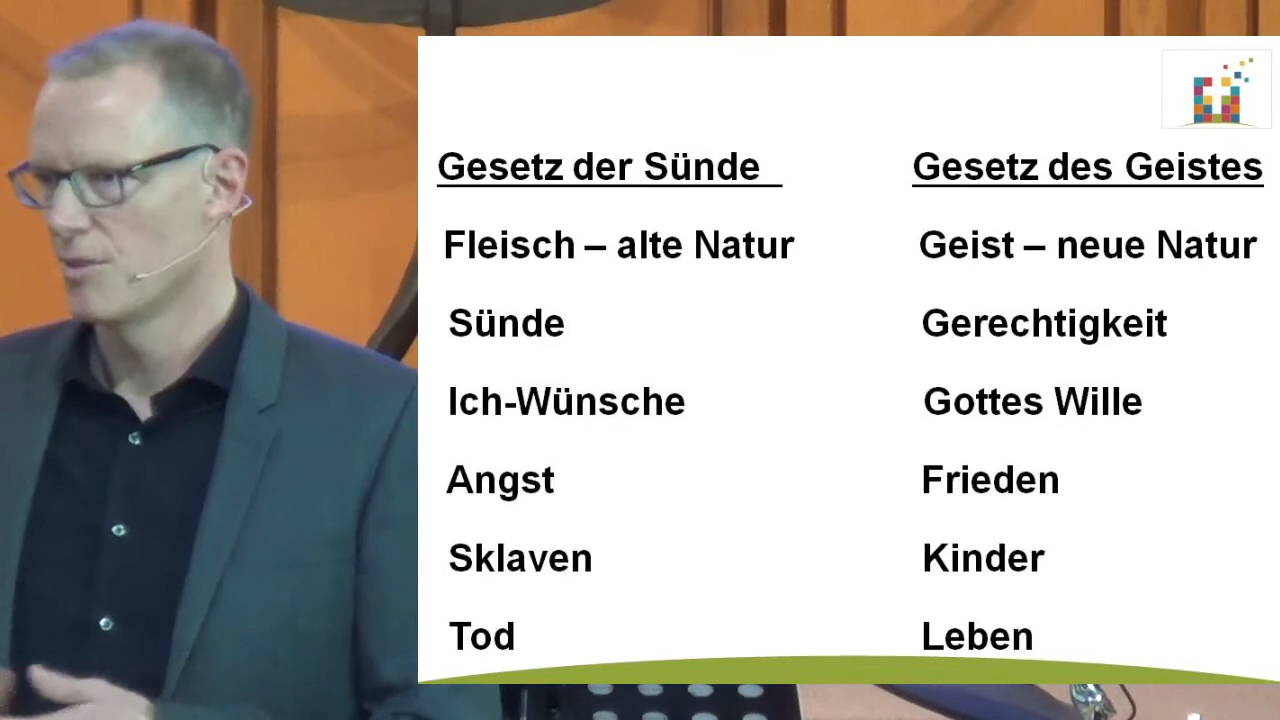 Gesetz der Sünde Gesetz des Geistes
Fleisch – alte Natur Geist – neue Natur
Sünde Gerechtigkeit
Ich-Wünsche Gottes Wille
Angst Frieden
Sklaven Kinder
Tod Leben